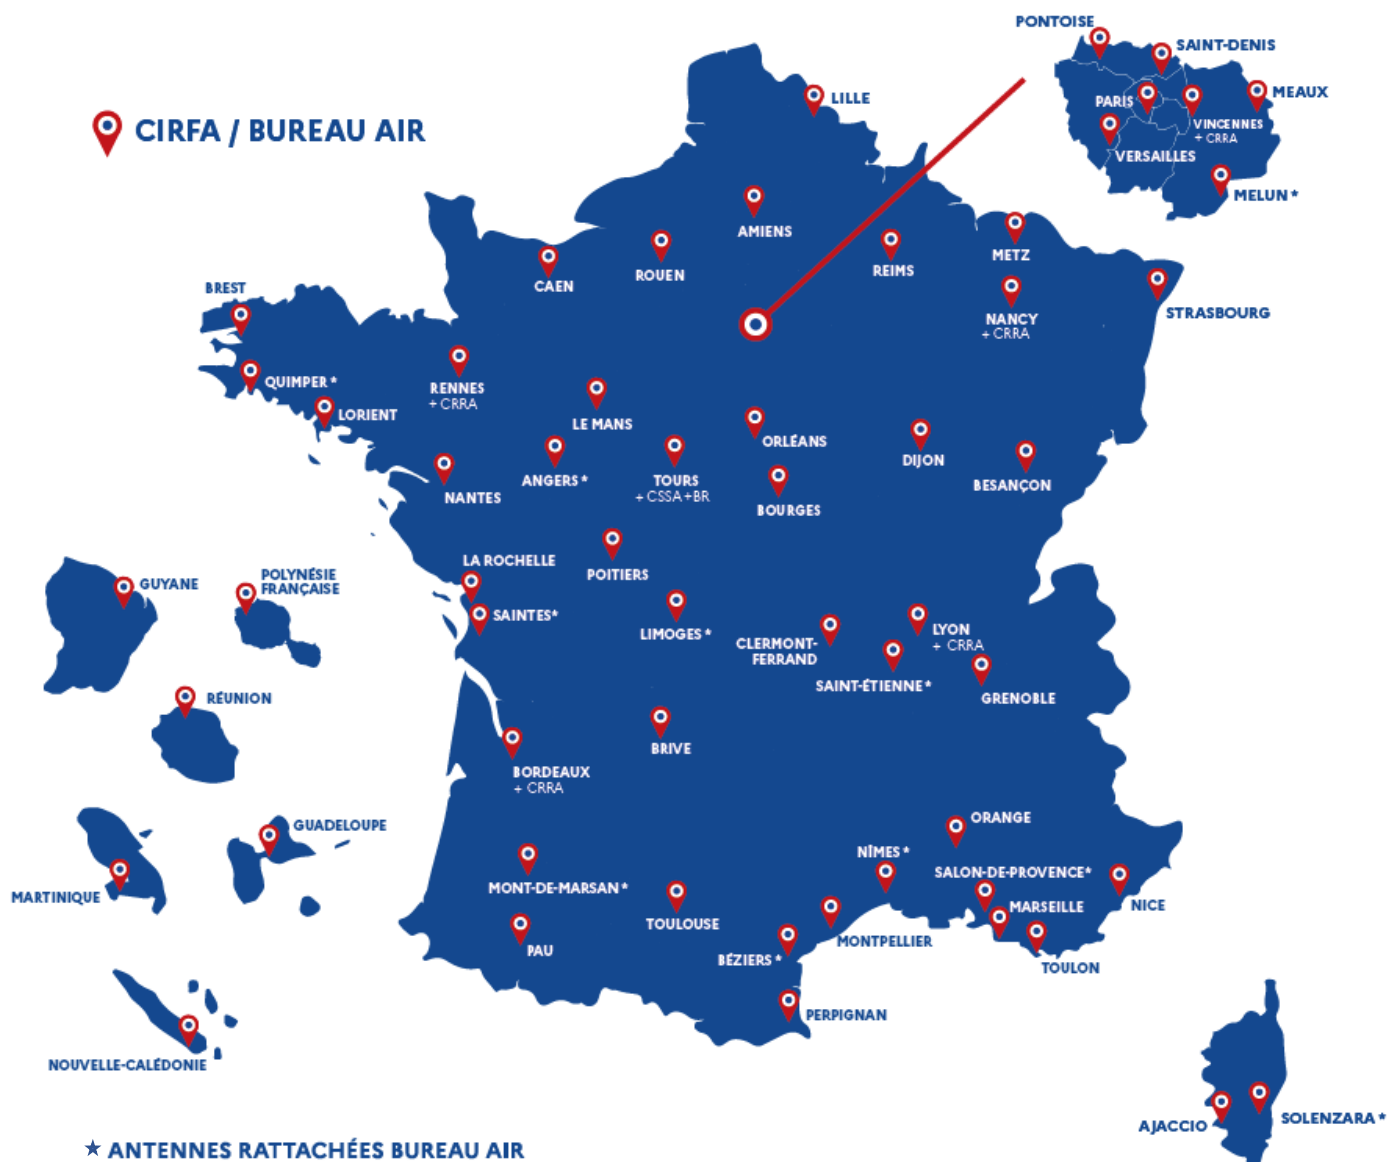 PONTOISE
SAINT-DENIS
LILLE
MEAUX
PARIS
CIRFA / BUREAU AIR
VINCENNES
+ CRRA
VERSAILLES
MELUN *
AMIENS
METZ
ROUEN
REIMS
CAEN
BREST
STRASBOURG
NANCY
+ CRRA
QUIMPER *
RENNES
+ CRRA
LORIENT
LE MANS
ORLÉANS
DIJON
ANGERS *
TOURS
+ CSSA+BR
BESANÇON
NANTES
BOURGES
LA ROCHELLE
POITIERS
GUYANE
POLYNÉSIE
FRANÇAISE
SAINTES*
LIMOGES *
LYON
+ CRRA
CLERMONT-
FERRAND
SAINT-ÉTIENNE *
GRENOBLE
RÉUNION
BRIVE
BORDEAUX
+ CRRA
ORANGE
GUADELOUPE
NÎMES *
SALON-DE-PROVENCE*
MONT-DE-MARSAN *
MARTINIQUE
NICE
MARSEILLE
TOULOUSE
MONTPELLIER
PAU
BÉZIERS *
TOULON
PERPIGNAN
NOUVELLE-CALÉDONIE
SOLENZARA *
AJACCIO
★ ANTENNES RATTACHÉES BUREAU AIR